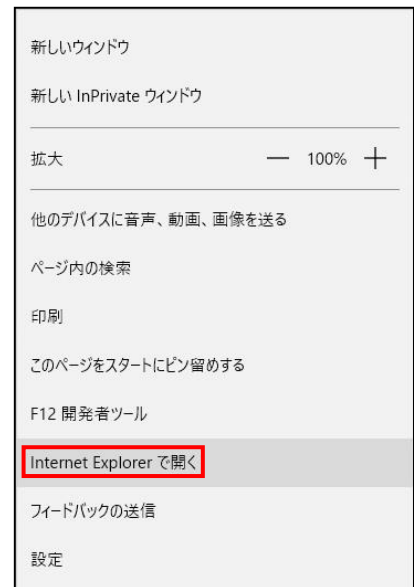 新しいウィンドウ
新しい InPrivate ウィンドウ
拡大 — 100% +
他のデバイスに音声、動画、画像を送る
ページ内の検索
印刷
このページをスタートにピン留めする
F12 開発者ツール
Internet Explorer で開く
フィードバックの送信
設定